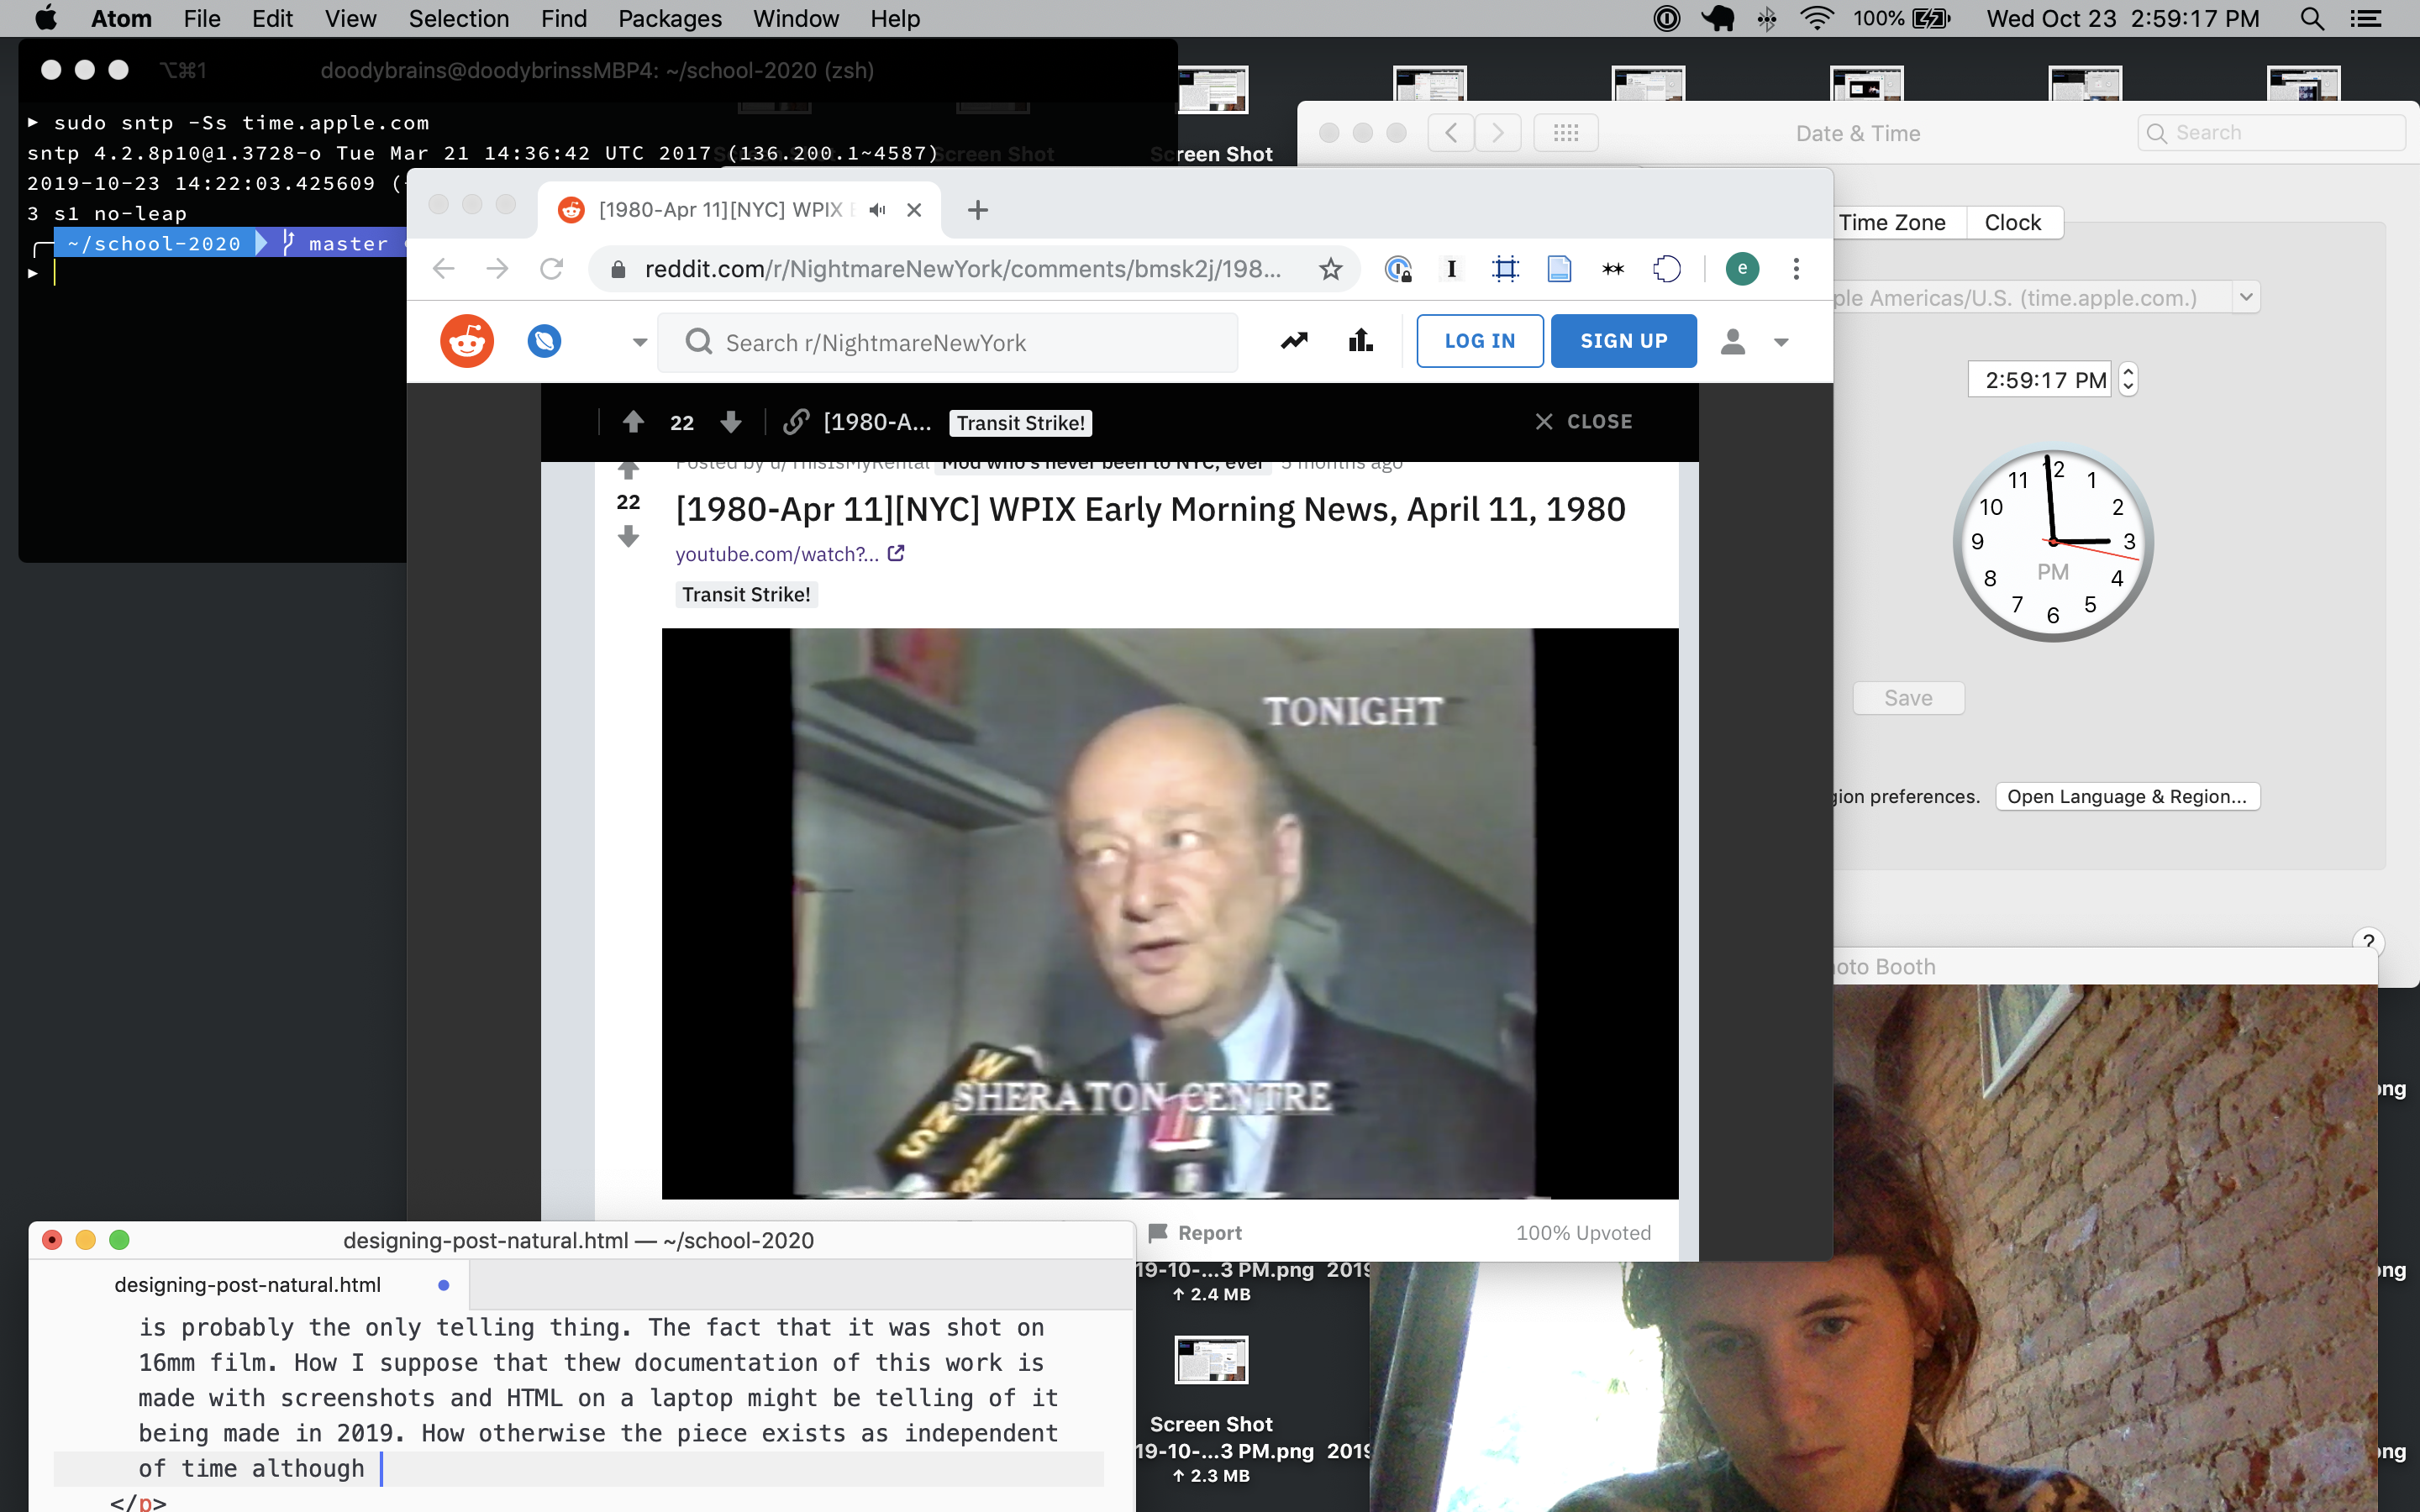 Atom File Edit View Selection Find Packages Window Help 100% Wed Oct 23 2:59:17 PM
⌥⌘1 doodybrains@doodybrinssMBP4: ~/school-2020 (zsh)
▸ sudo sntp -Ss time.apple.com
sntp 4.2.8p10@1.3728-o Tue Mar 21 14:36:42 UTC 2017 (136.200.1~4587)
2019-10-23 14:22:03.425609 (
3 s1 no-leap
~/school-2020 master
▸
Screen Shot
Screen Shot
Date & Time
Search
Time Zone Clock
Americas/U.S. (time.apple.com.)
2:59:17 PM
12
1
2
3
4
5
6
7
8
9
10
11
PM
Save
preferences. Open Language & Region...
?
[1980-Apr 11][NYC] WPIX
reddit.com/r/NightmareNewYork/comments/bmsk2j/198...
e
Search r/NightmareNewYork
LOG IN
SIGN UP
22 [1980-A... Transit Strike! CLOSE
Posted by u/ThisIsMyRental Mod who's never been to NYC, ever 5 months ago
22
[1980-Apr 11][NYC] WPIX Early Morning News, April 11, 1980
youtube.com/watch?...
Transit Strike!
TONIGHT
SHERATON CENTRE
WINS
WINS
Report 100% Upvoted
Booth
designing-post-natural.html — ~/school-2020
designing-post-natural.html
is probably the only telling thing. The fact that it was shot on
16mm film. How I suppose that thew documentation of this work is
made with screenshots and HTML on a laptop might be telling of it
being made in 2019. How otherwise the piece exists as independent
of time although
</p>
19-10-...3 PM.png 2019
↑ 2.4 MB
Screen Shot
19-10-...3 PM.png 2019
↑ 2.3 MB